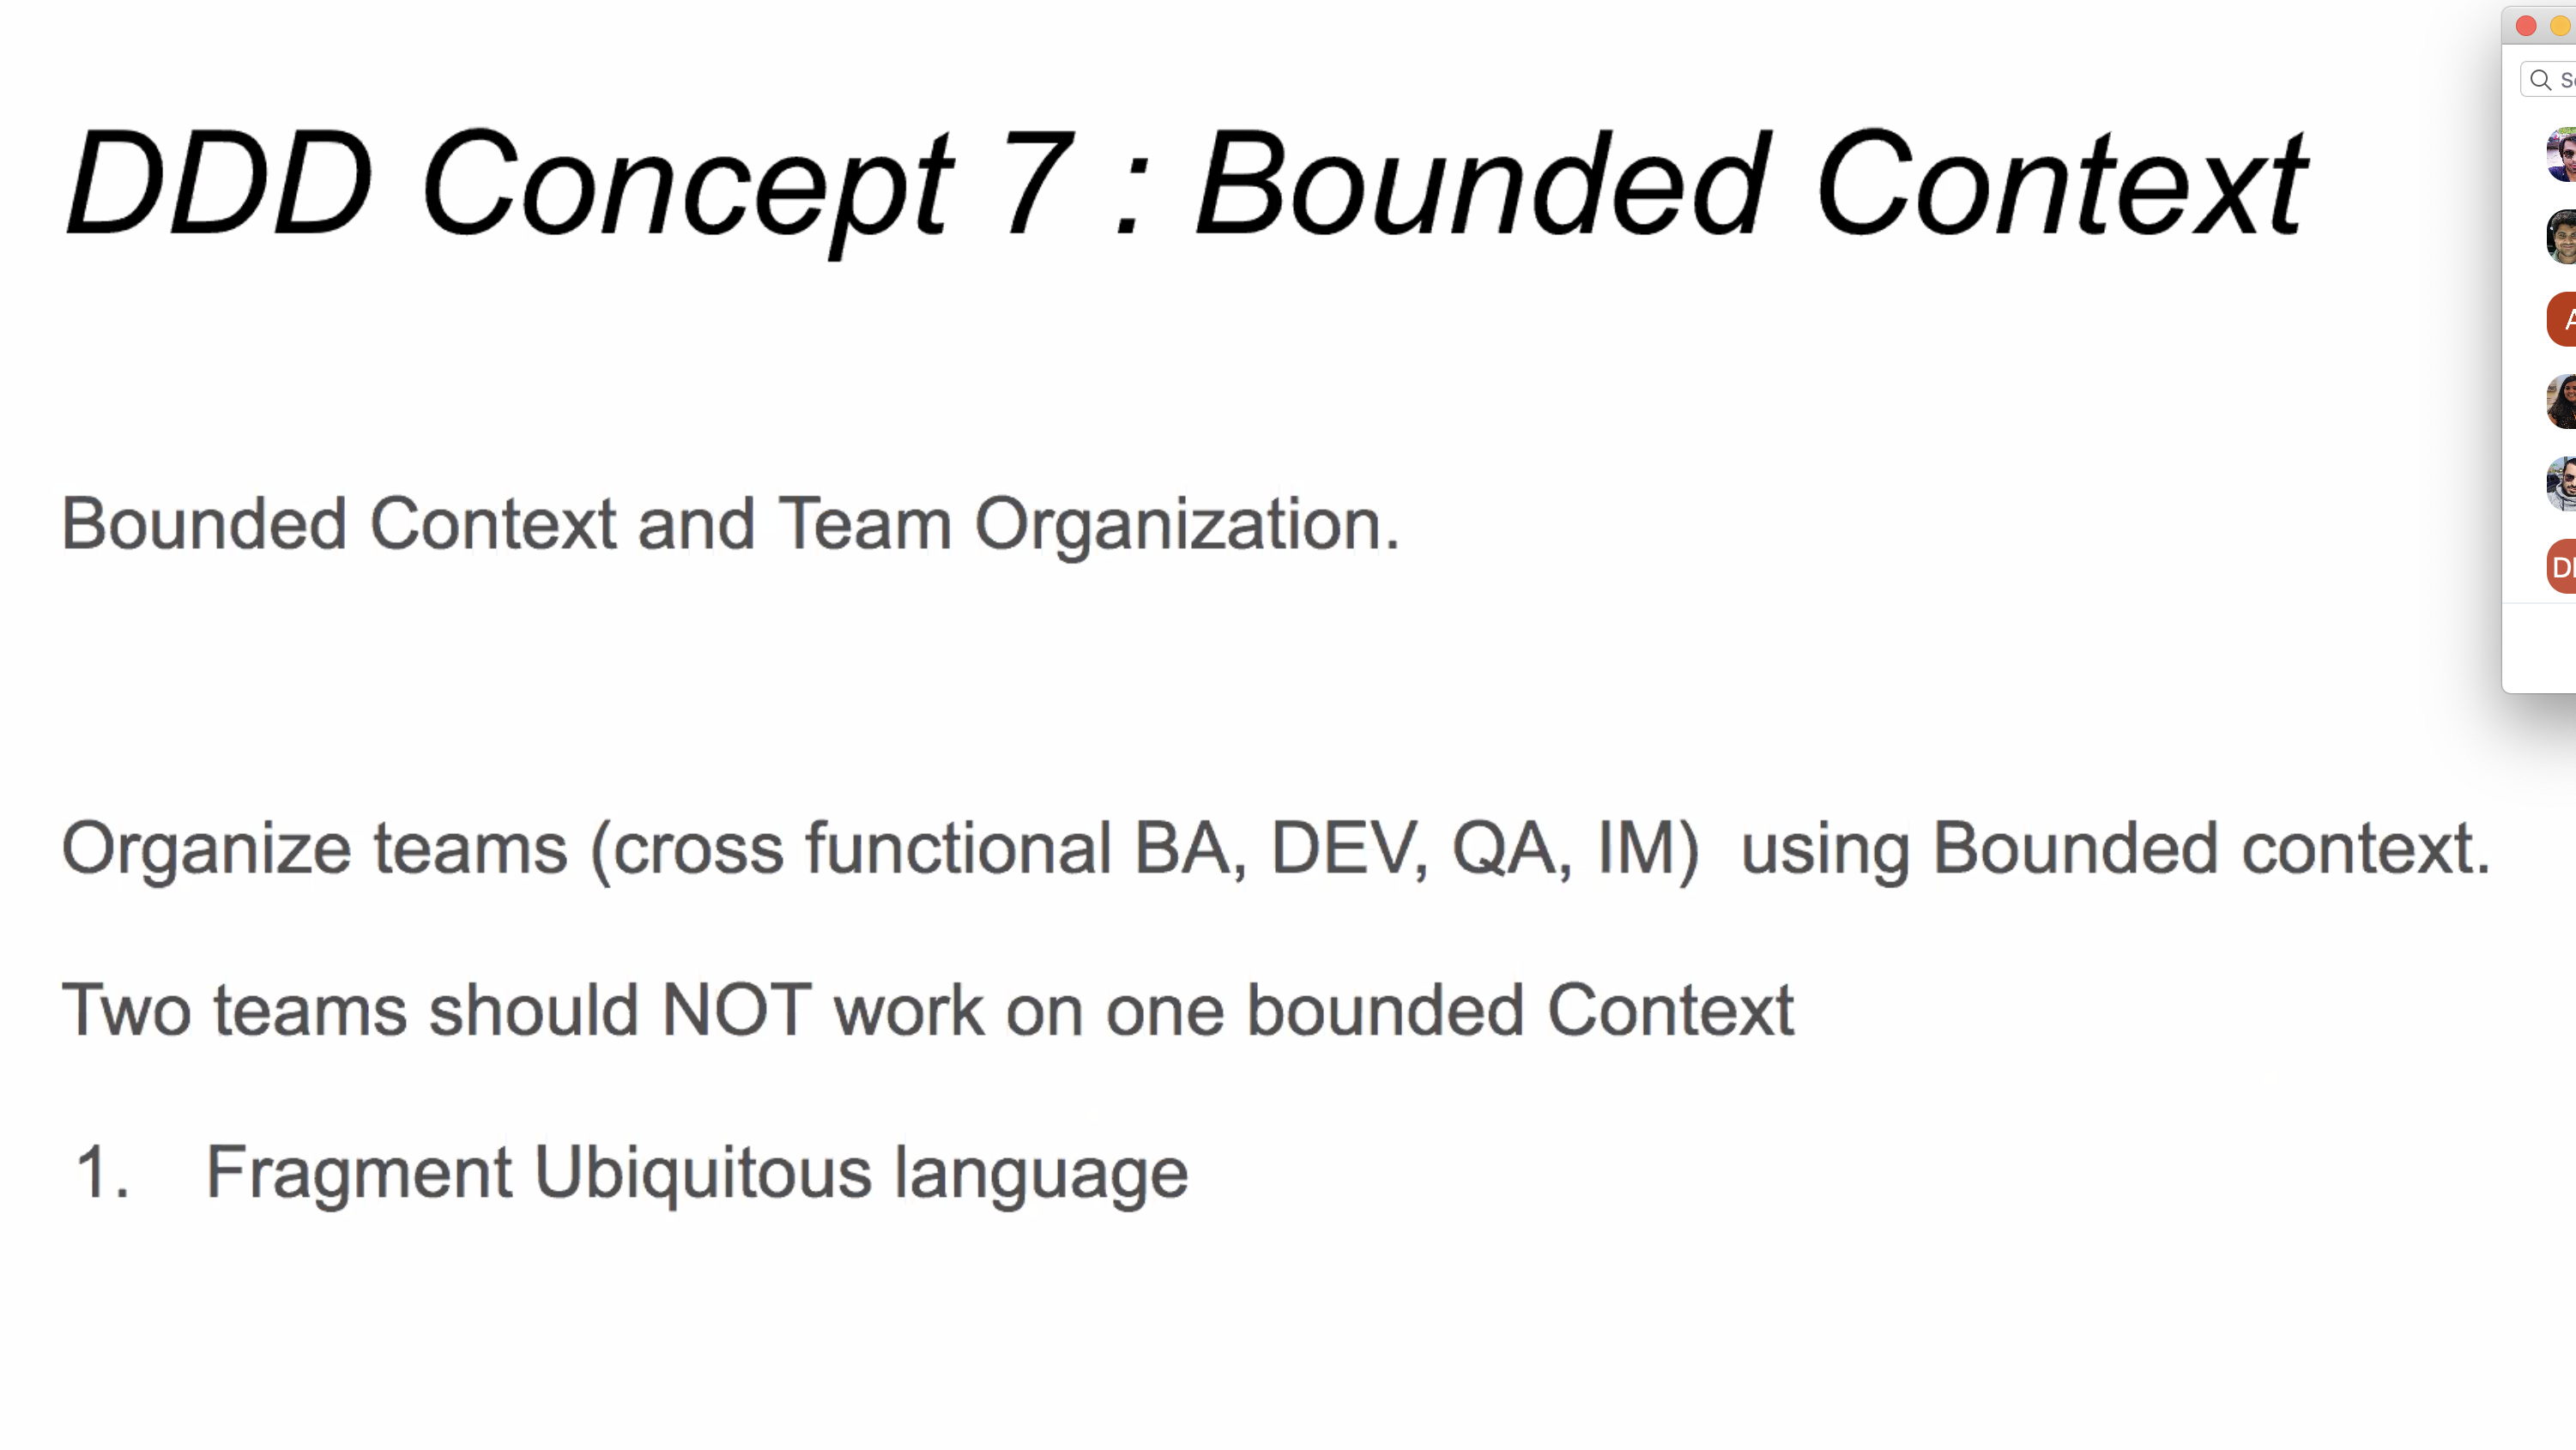 DDD Concept 7 : Bounded Context
Bounded Context and Team Organization.
Organize teams (cross functional BA, DEV, QA, IM)  using Bounded context.
Two teams should NOT work on one bounded Context
1. Fragment Ubiquitous language